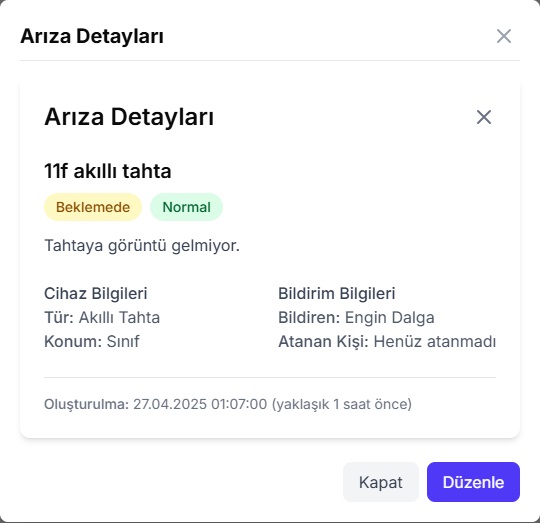 Arıza Detayları
Arıza Detayları
11f akıllı tahta
Beklemede Normal
Tahtaya görüntü gelmiyor.
Cihaz Bilgileri
Tür: Akıllı Tahta
Konum: Sınıf
Bildirim Bilgileri
Bildiren: Engin Dalga
Atanan Kişi: Henüz atanmadı
Oluşturulma: 27.04.2025 01:07:00 (yaklaşık 1 saat önce)
Kapat Düzenle